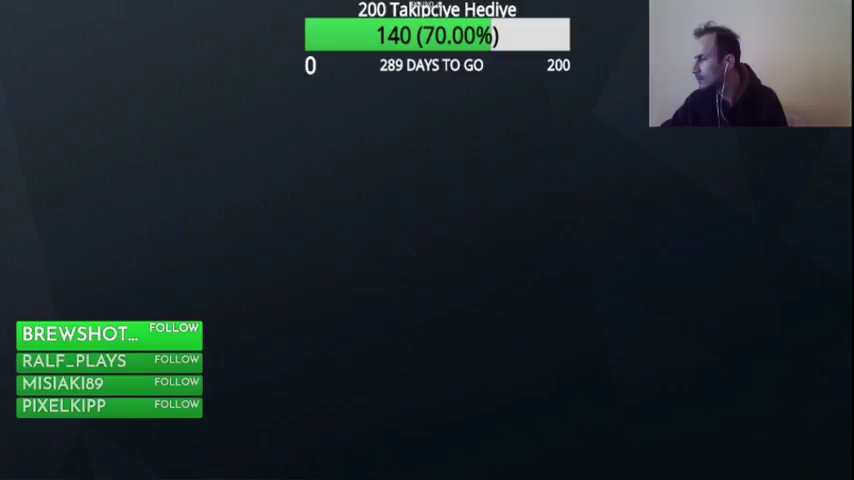 200 Takipçiye Hediye
140 (70.00%)
0 289 DAYS TO GO 200
BREWSHOT... FOLLOW
RALF_PLAYS FOLLOW
MISIAKI89 FOLLOW
PIXELKIPP FOLLOW